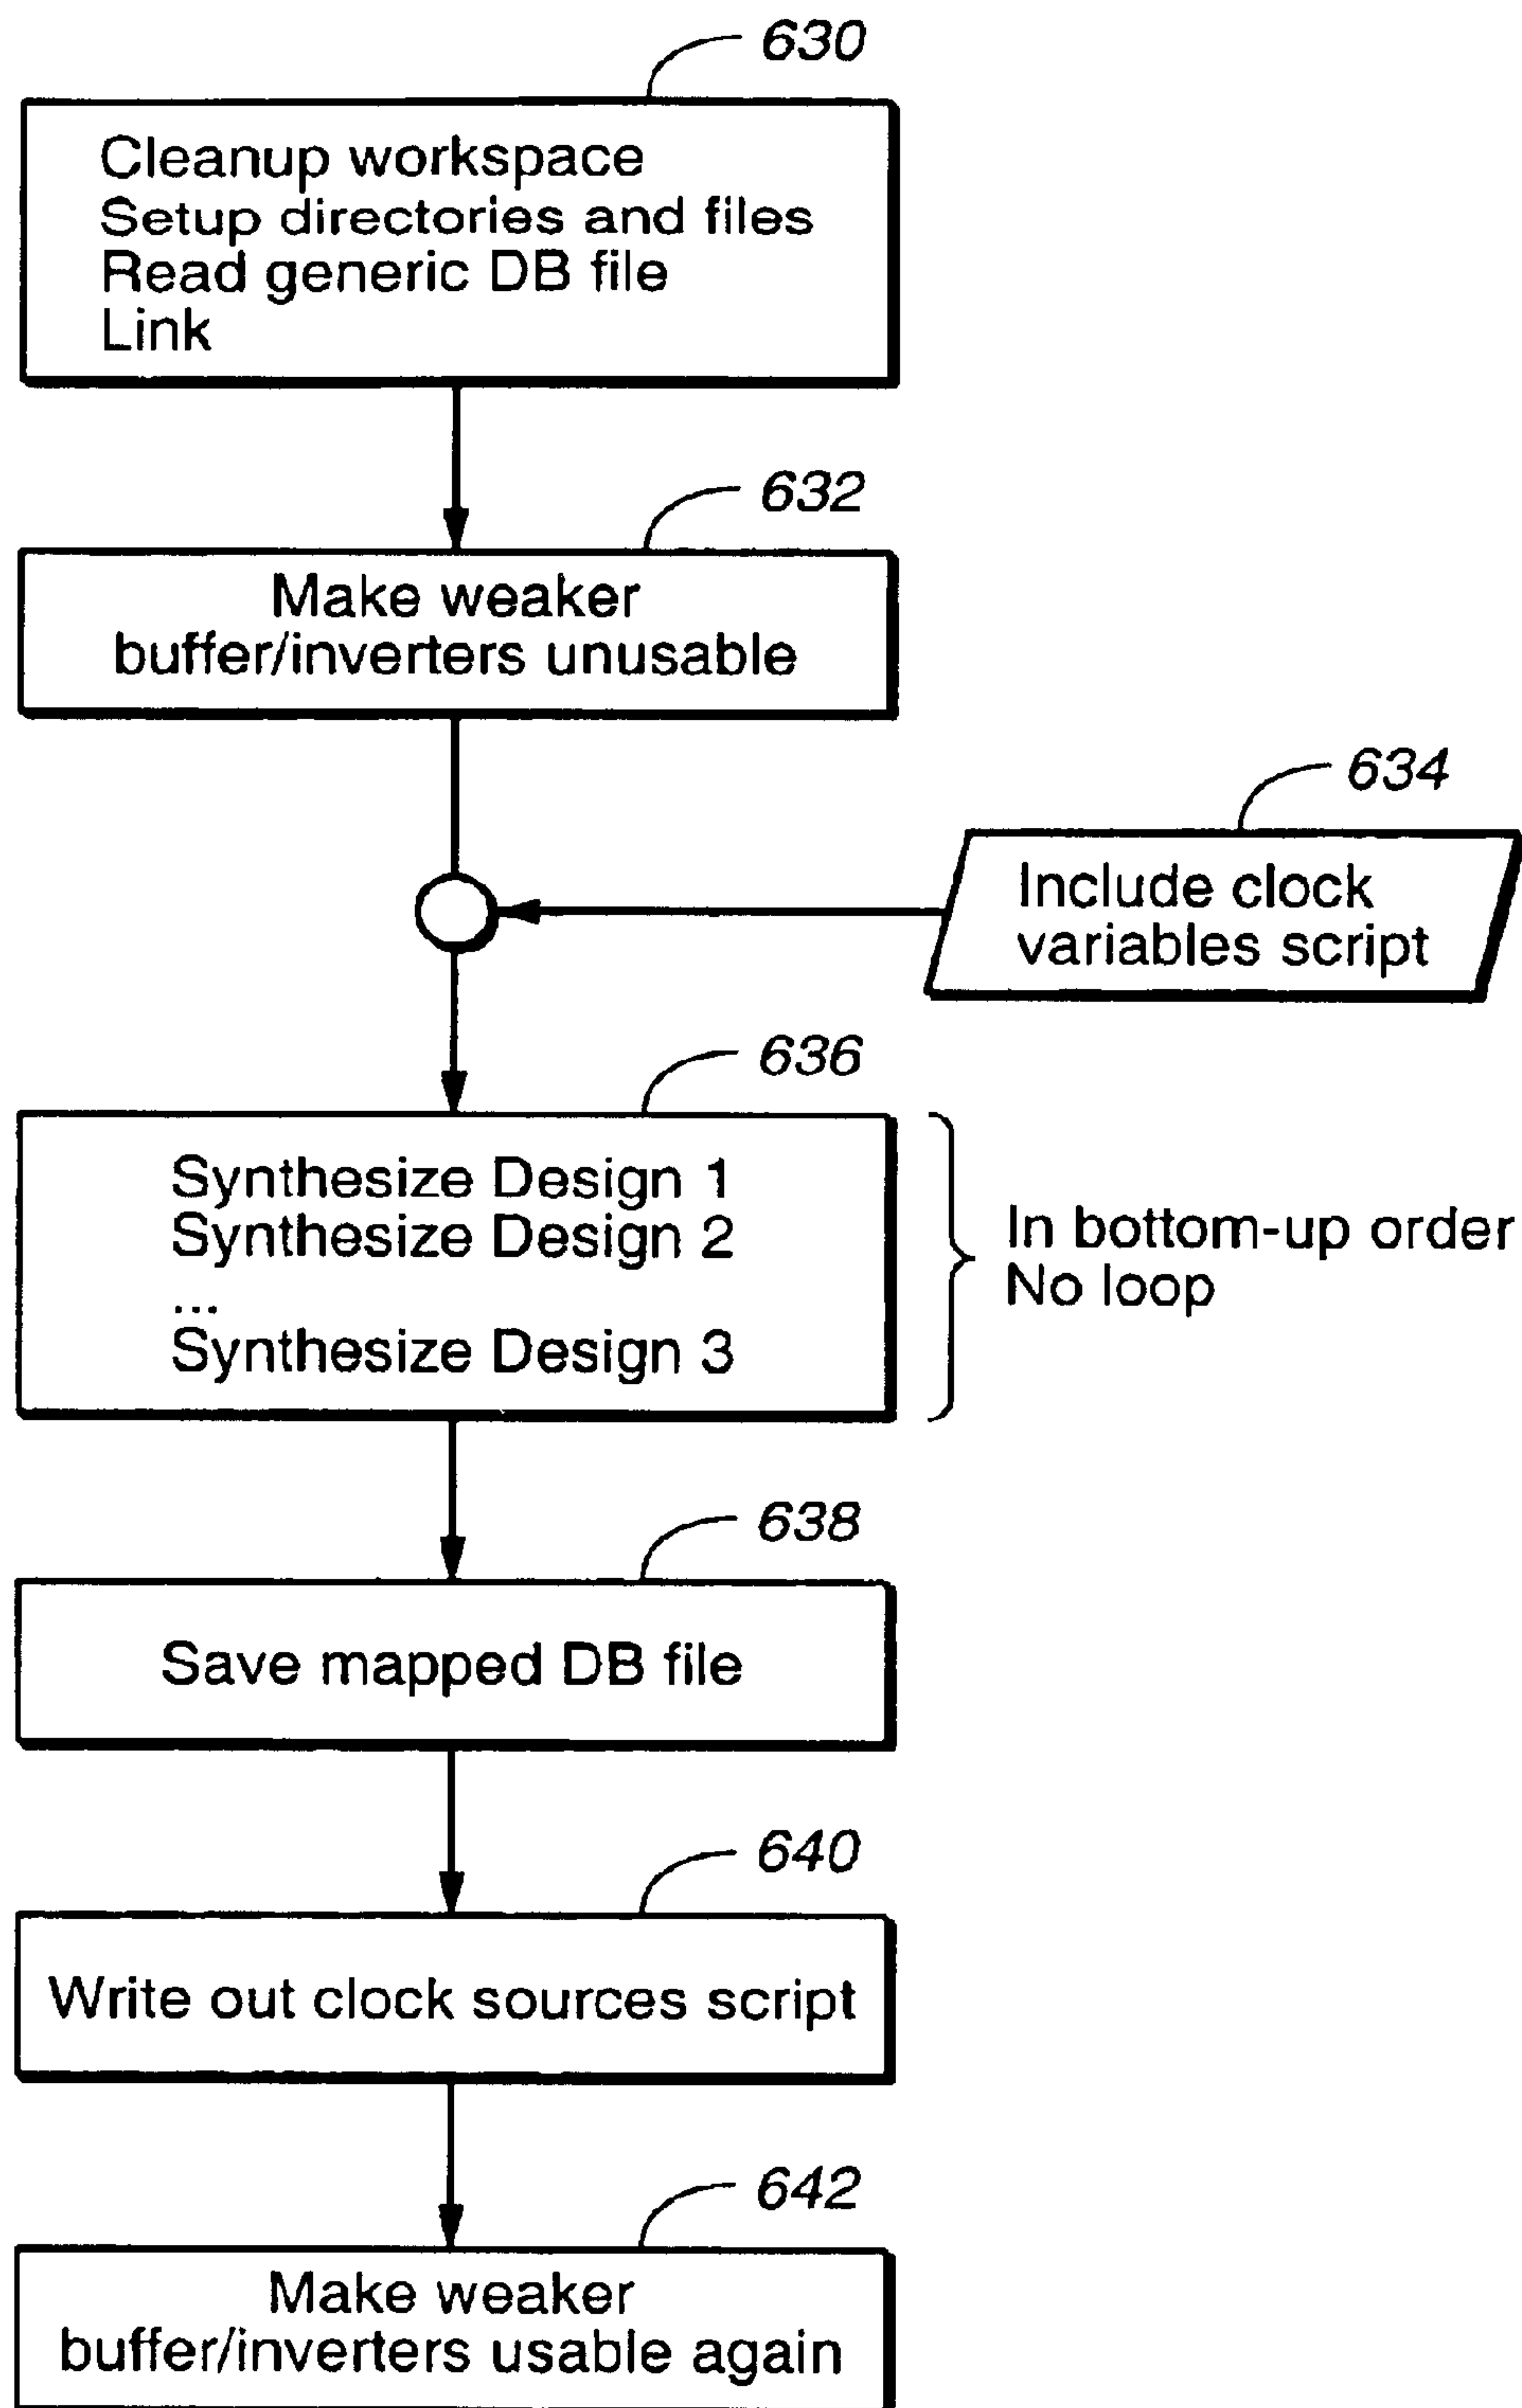 630
Cleanup workspace
Setup directories and files
Read generic DB file
Link
632
Make weaker
buffer/inverters unusable
634
Include clock
variables script
636
Synthesize Design 1
Synthesize Design 2
...
Synthesize Design 3
In bottom-up order
No loop
638
Save mapped DB file
640
Write out clock sources script
642
Make weaker
buffer/inverters usable again